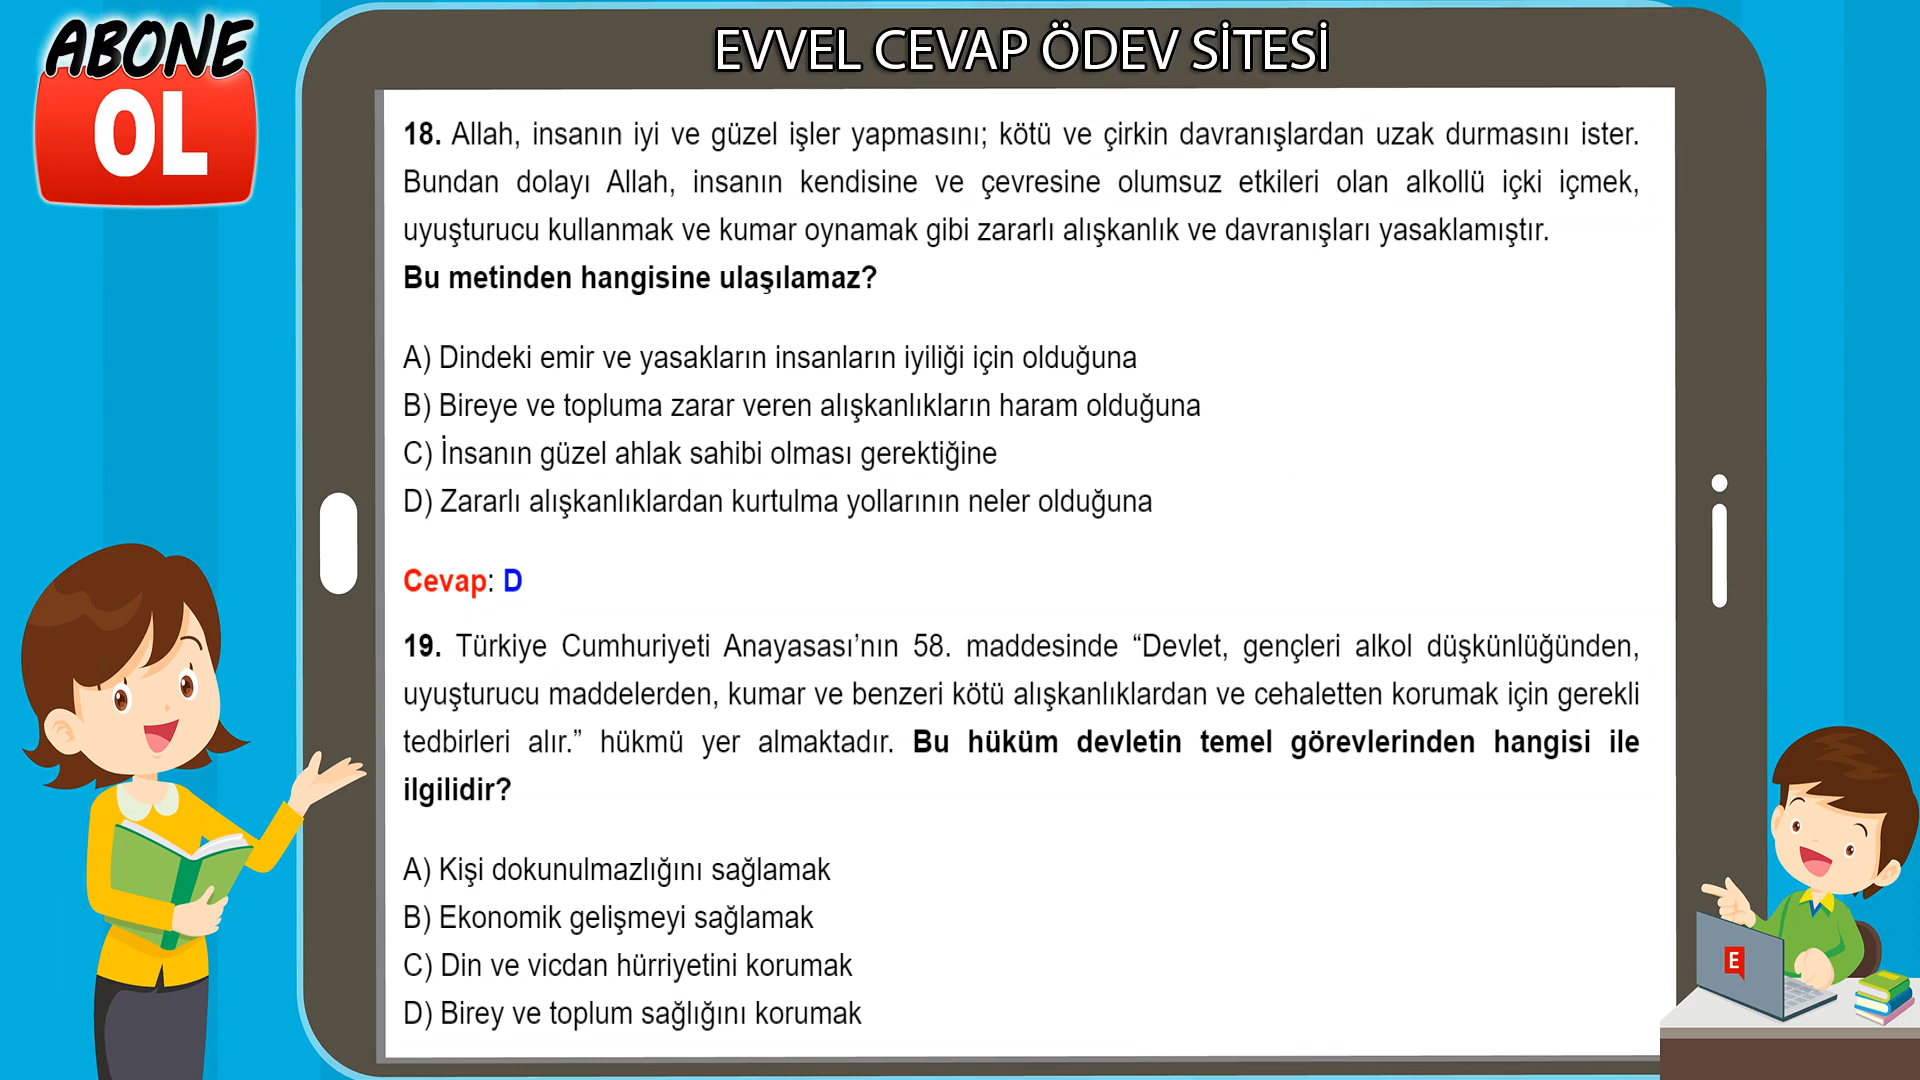 ABONE
OL
EVVEL CEVAP ÖDEV SİTESİ
18. Allah, insanın iyi ve güzel işler yapmasını; kötü ve çirkin davranışlardan uzak durmasını ister.
Bundan dolayı Allah, insanın kendisine ve çevresine olumsuz etkileri olan alkollü içki içmek,
uyuşturucu kullanmak ve kumar oynamak gibi zararlı alışkanlık ve davranışları yasaklamıştır.
Bu metinden hangisine ulaşılamaz?
A) Dindeki emir ve yasakların insanların iyiliği için olduğuna
B) Bireye ve topluma zarar veren alışkanlıkların haram olduğuna
C) İnsanın güzel ahlak sahibi olması gerektiğine
D) Zararlı alışkanlıklardan kurtulma yollarının neler olduğuna
Cevap: D
19. Türkiye Cumhuriyeti Anayasası’nın 58. maddesinde “Devlet, gençleri alkol düşkünlüğünden,
uyuşturucu maddelerden, kumar ve benzeri kötü alışkanlıklardan ve cehaletten korumak için gerekli
tedbirleri alır.” hükmü yer almaktadır. Bu hüküm devletin temel görevlerinden hangisi ile
ilgilidir?
A) Kişi dokunulmazlığını sağlamak
B) Ekonomik gelişmeyi sağlamak
C) Din ve vicdan hürriyetini korumak
D) Birey ve toplum sağlığını korumak
E